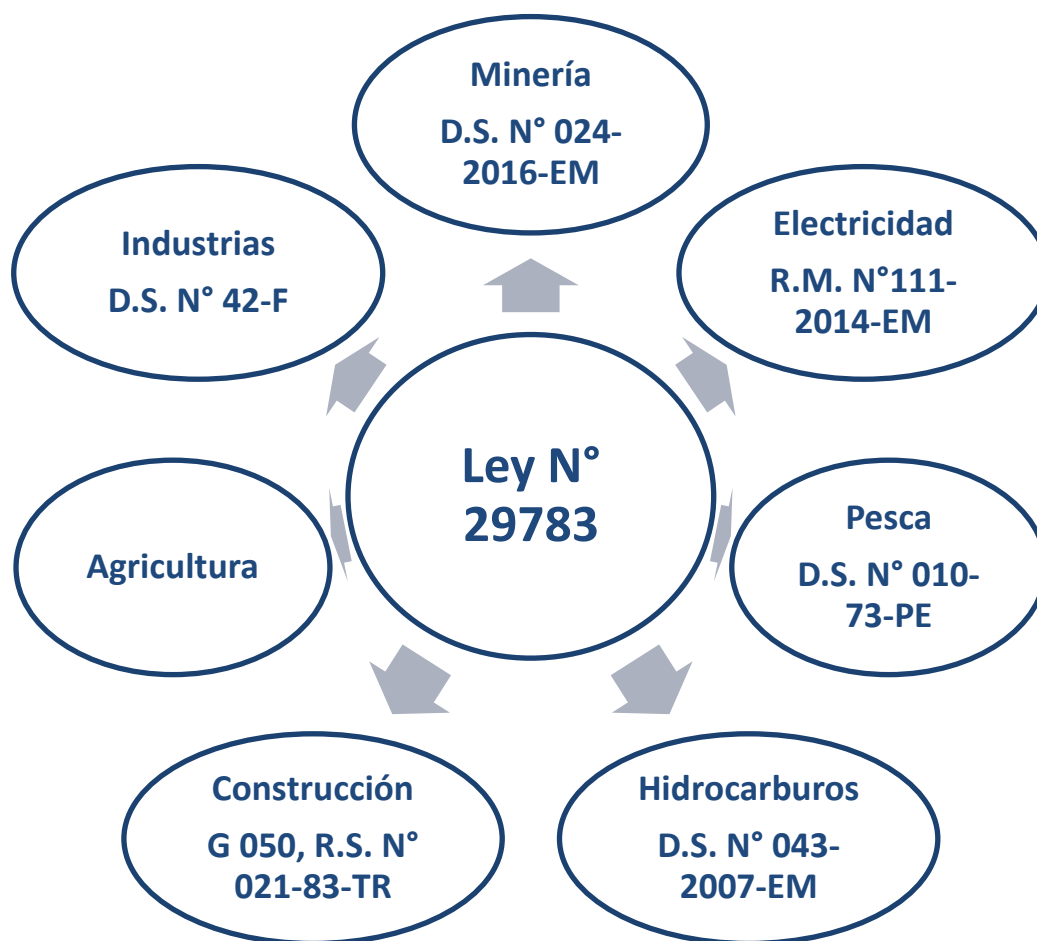 Minería
D.S. N° 024-
2016-EM
Electricidad
R.M. N°111-
2014-EM
Pesca
D.S. N° 010-
73-PE
Hidrocarburos
D.S. N° 043-
2007-EM
Construcción
G 050, R.S. N°
021-83-TR
Agricultura
Industrias
D.S. N° 42-F
Ley N°
29783